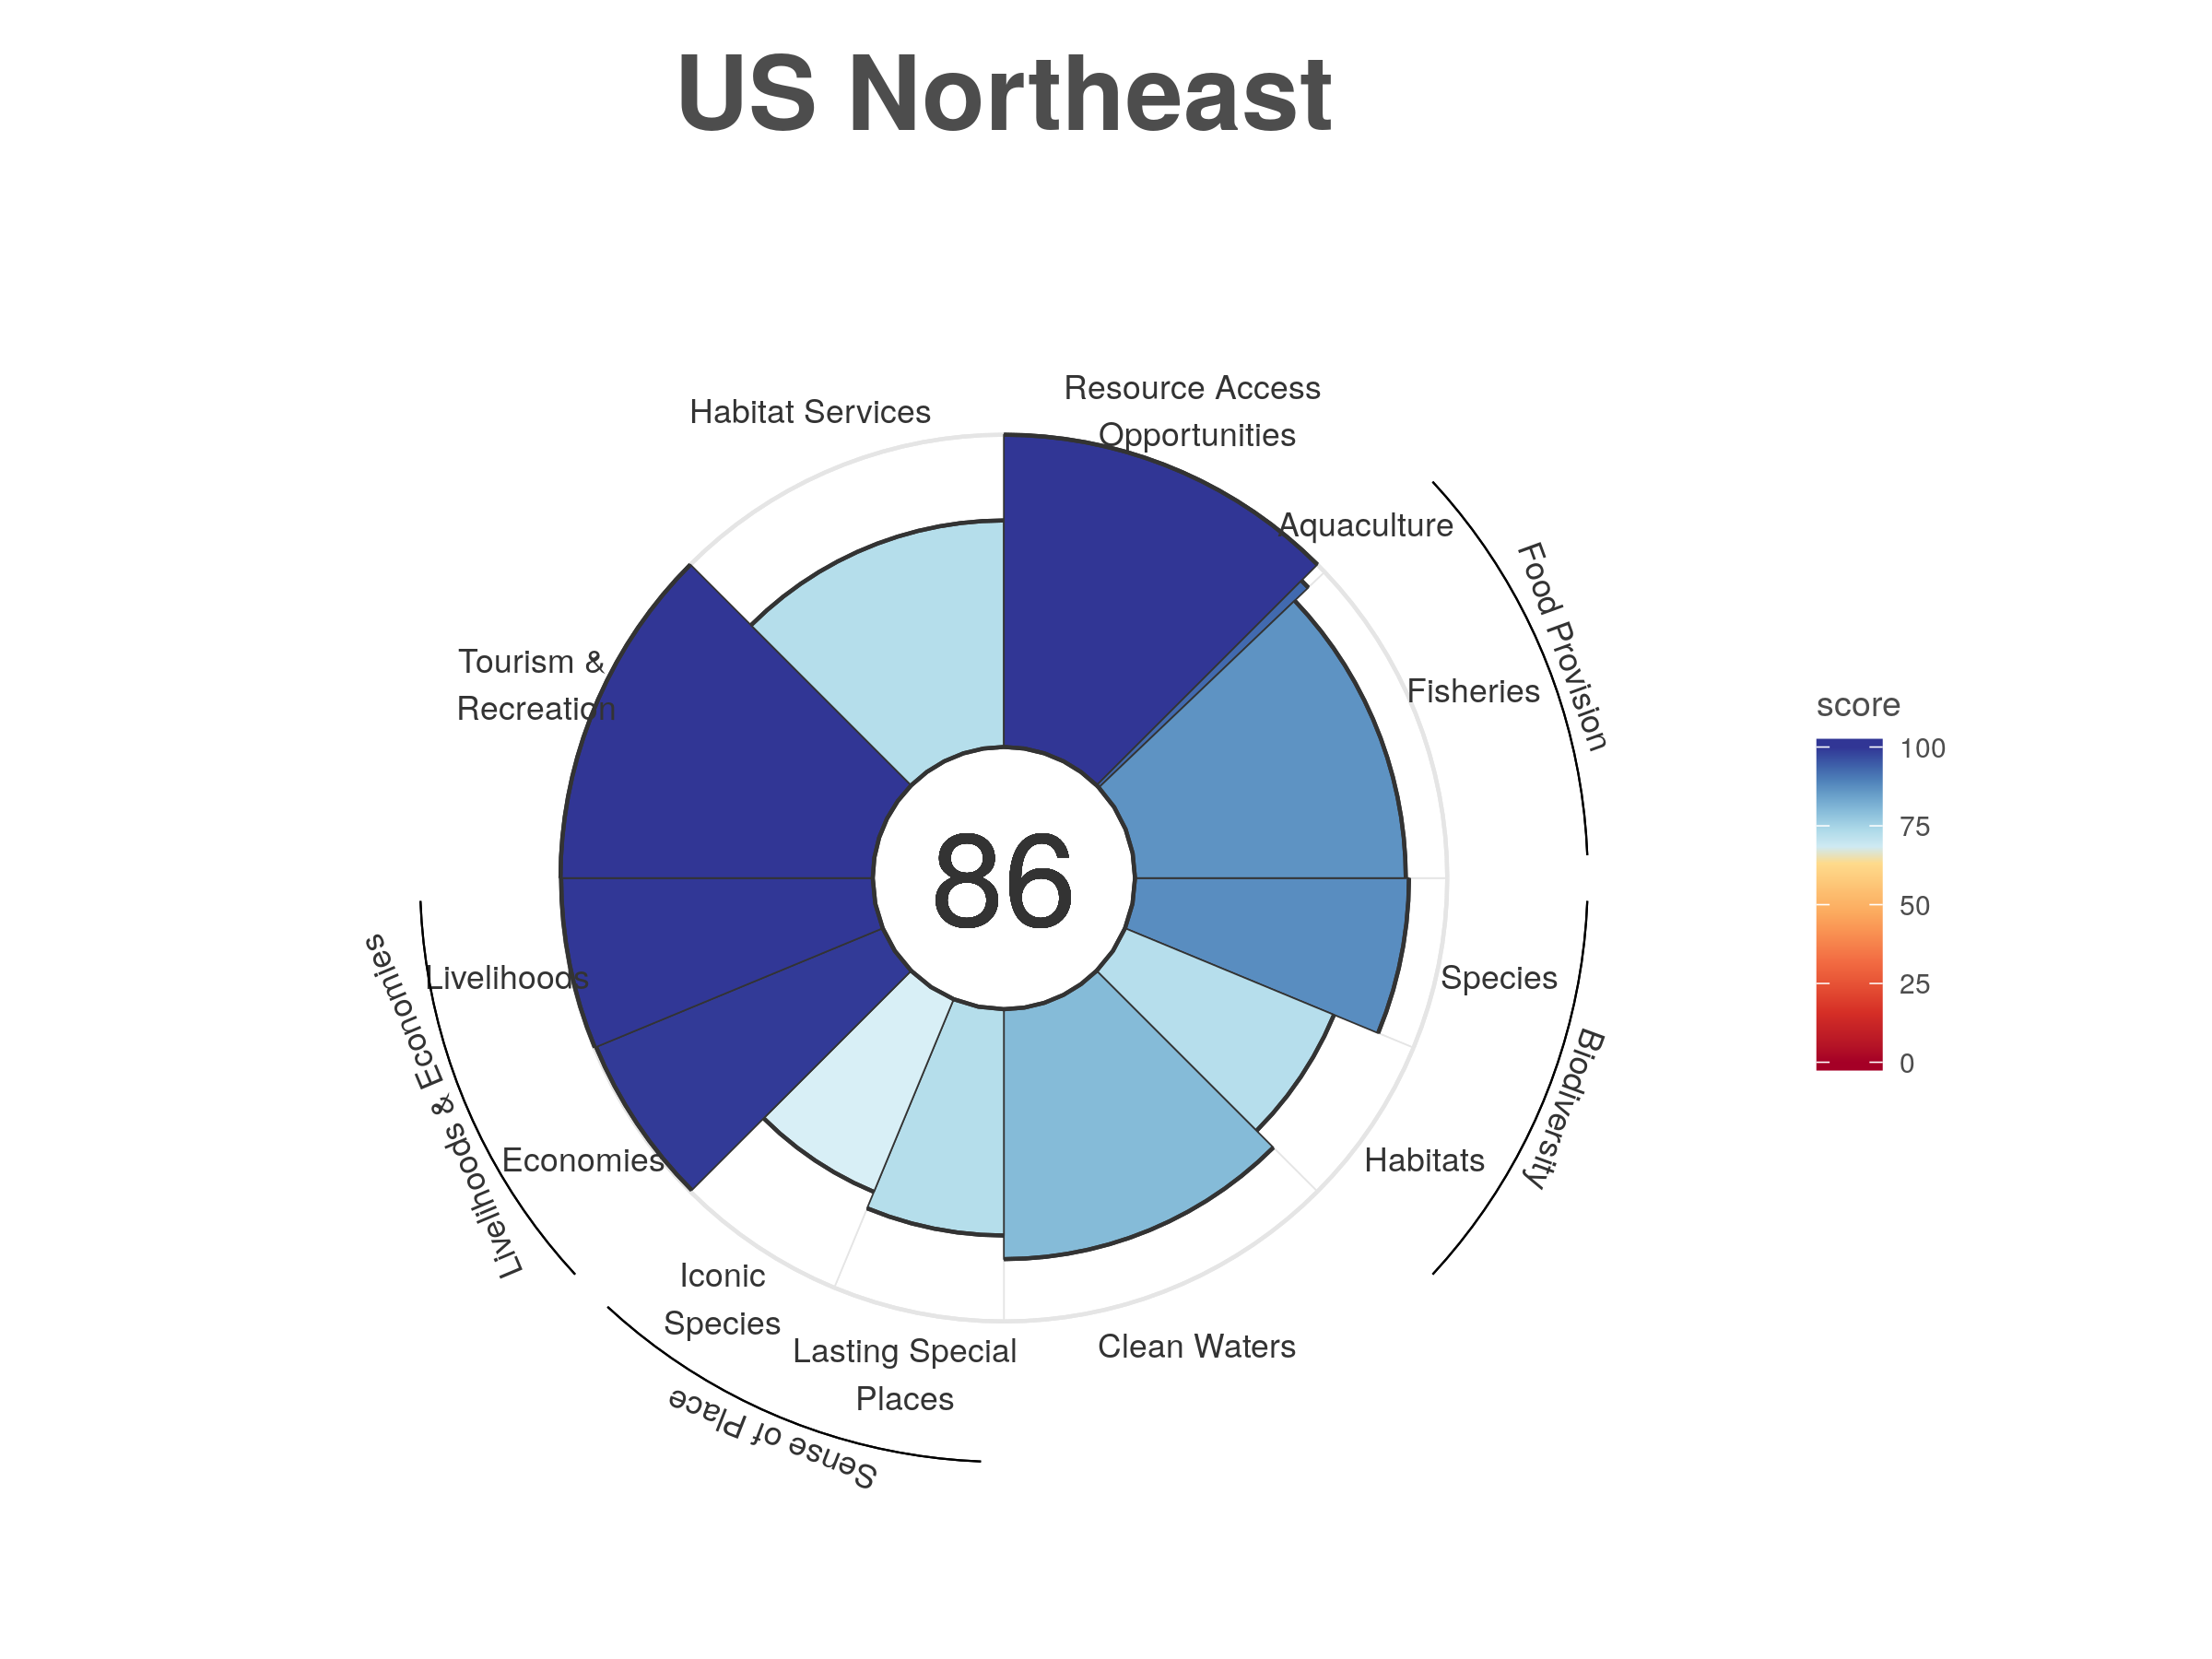 US Northeast
Habitat Services
Resource Access
Opportunities
Aquaculture
Food Provision
Fisheries
Tourism &
Recreation
86
score
100
75
50
25
0
Species
Biodiversity
Habitats
Livelihoods
Livelihoods & Economies
Economies
Iconic
Species
Lasting Special
Places
Clean Waters
Sense of Place